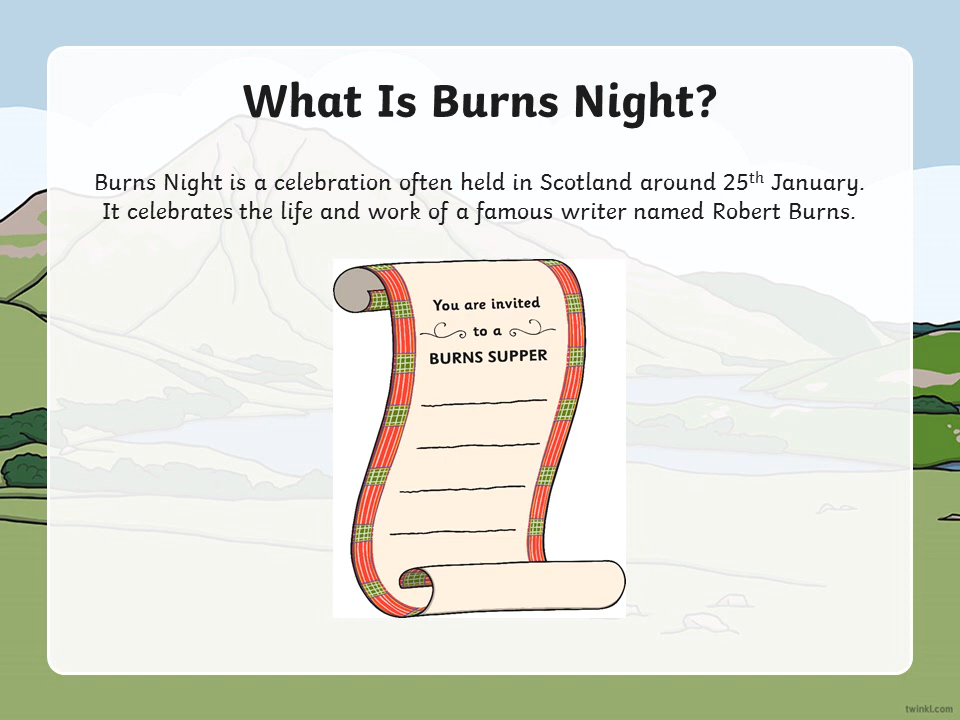 What Is Burns Night?
Burns Night is a celebration often held in Scotland around 25th January.
It celebrates the life and work of a famous writer named Robert Burns.
You are invited
to a
BURNS SUPPER
twinkl.com